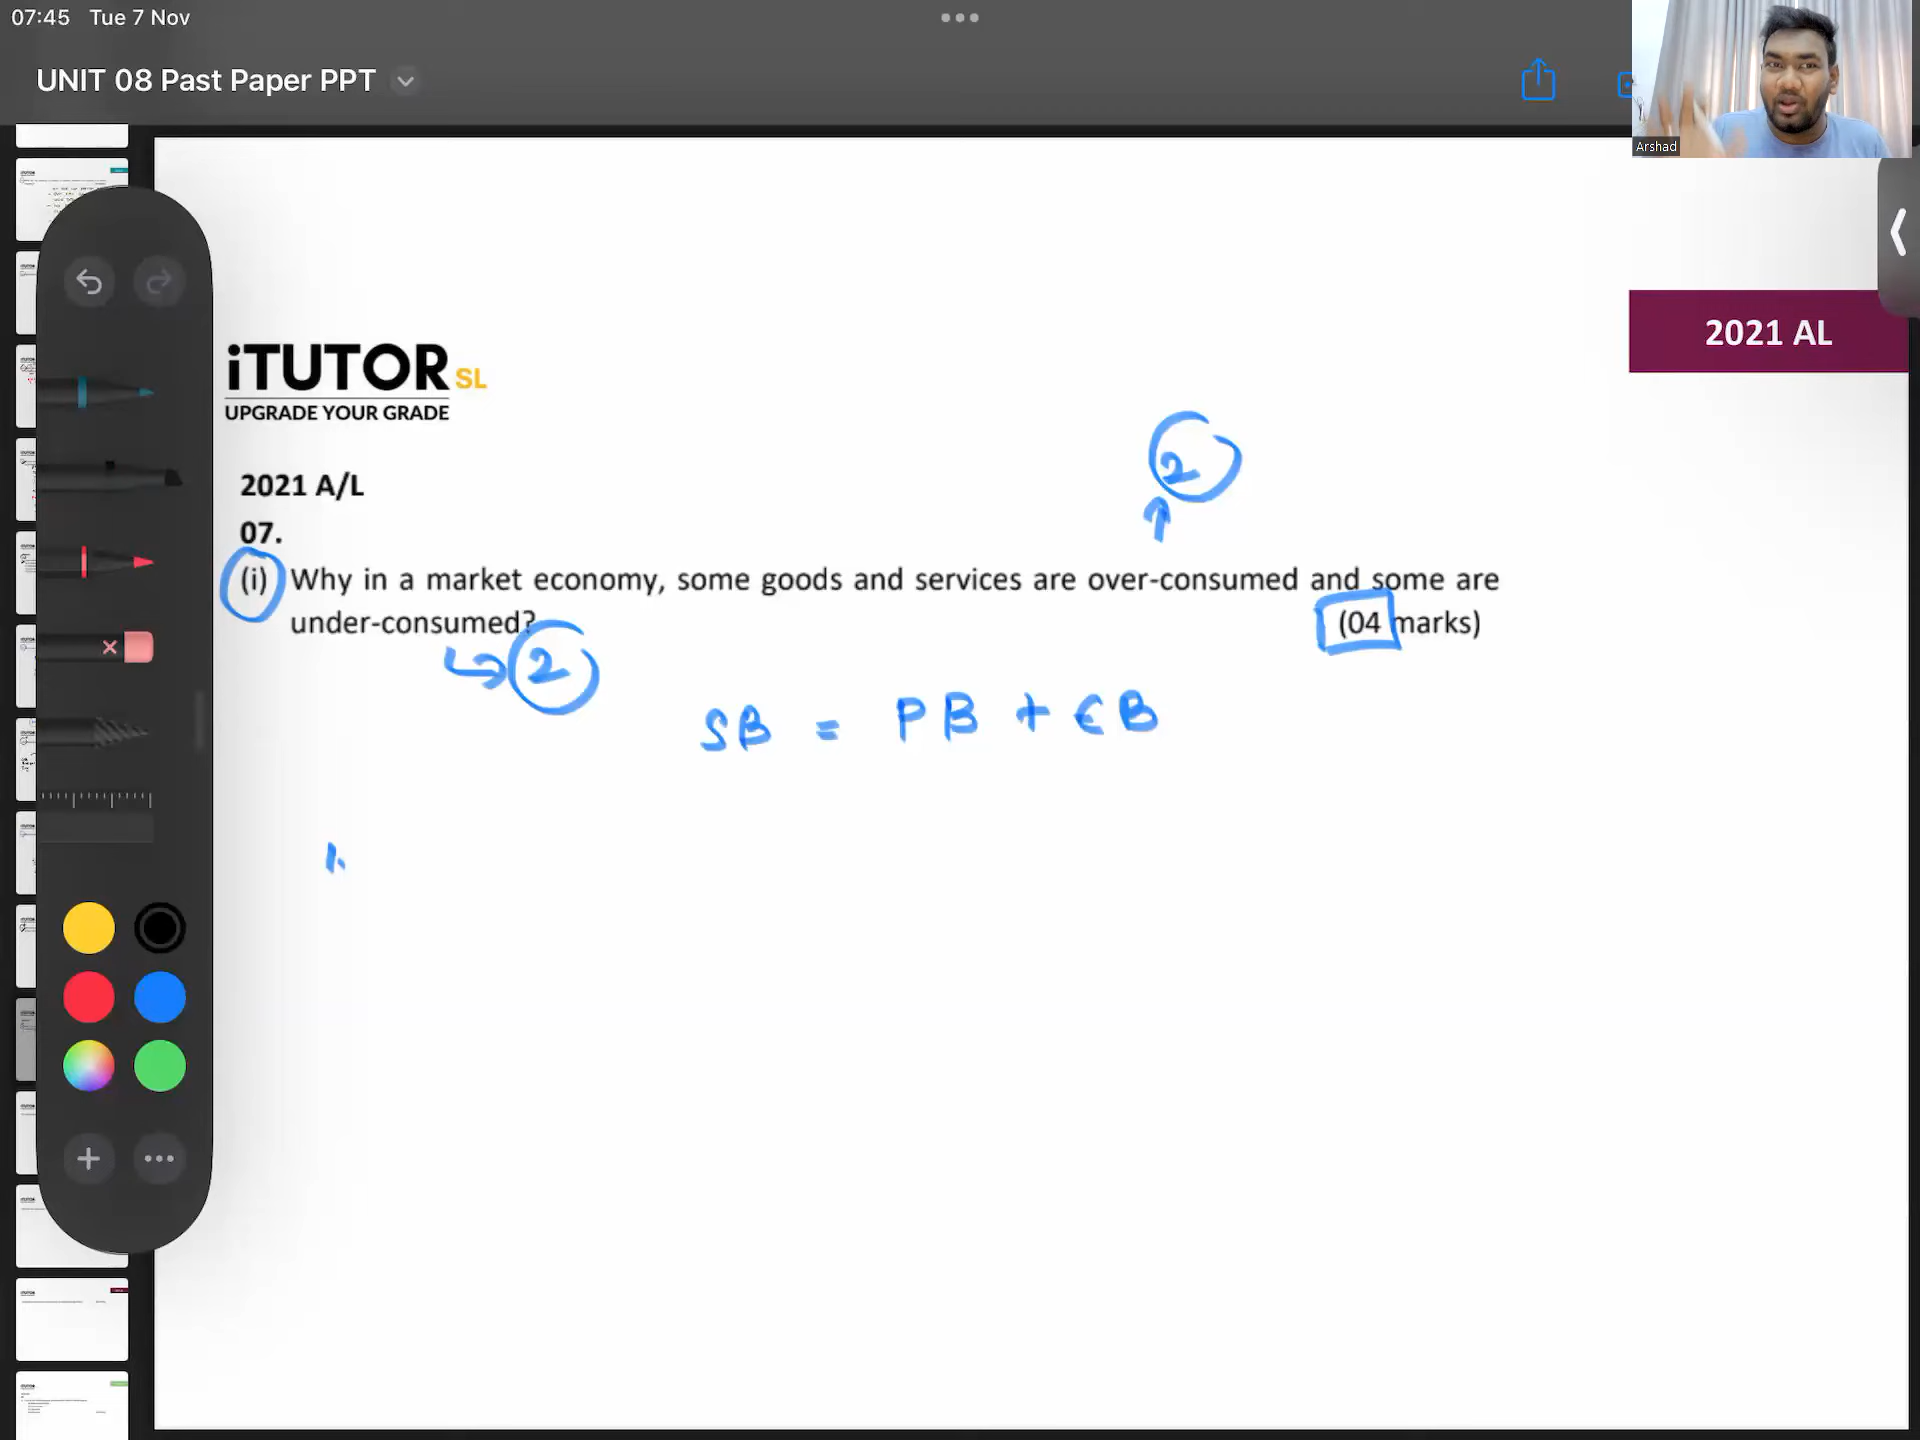 07:45 Tue 7 Nov
UNIT 08 Past Paper PPT
Arshad
2021 AL
iTUTOR SL
UPGRADE YOUR GRADE
2
2021 A/L
07.
(i) Why in a market economy, some goods and services are over-consumed and some are
under-consumed? (04 marks)
2
SB = PB + EB
1.